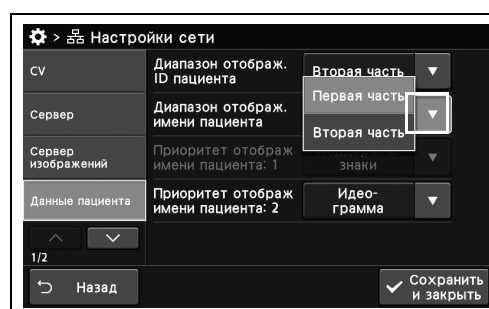 > Настройки сети
CV
Диапазон отображ.
ID пациента
Вторая часть
Сервер
Диапазон отображ.
имени пациента
Первая часть
Вторая часть
Сервер
изображений
Приоритет отображ
имени пациента: 1
знаки
Данные пациента
Приоритет отображ
имени пациента: 2
Идео-
грамма
1/2
Назад
Сохранить
и закрыть